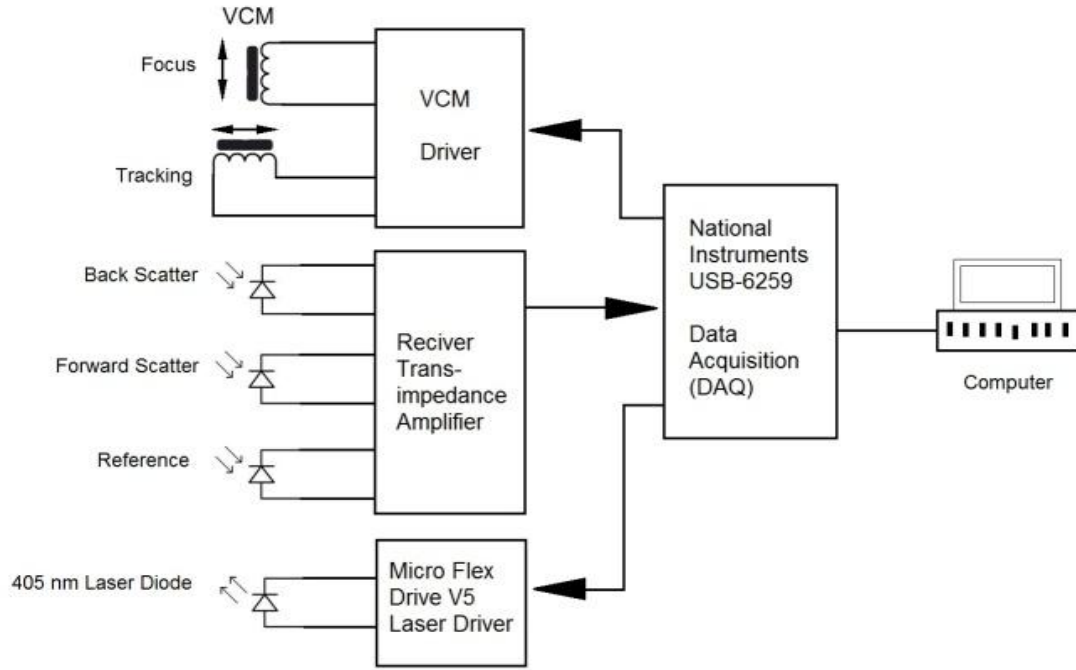 VCM
Focus
VCM
Driver
Tracking
National
Instruments
USB-6259
Data
Acquisition
(DAQ)
Computer
Back Scatter
Forward Scatter
Reference
Reciver
Trans-
impedance
Amplifier
405 nm Laser Diode
Micro Flex
Drive V5
Laser Driver